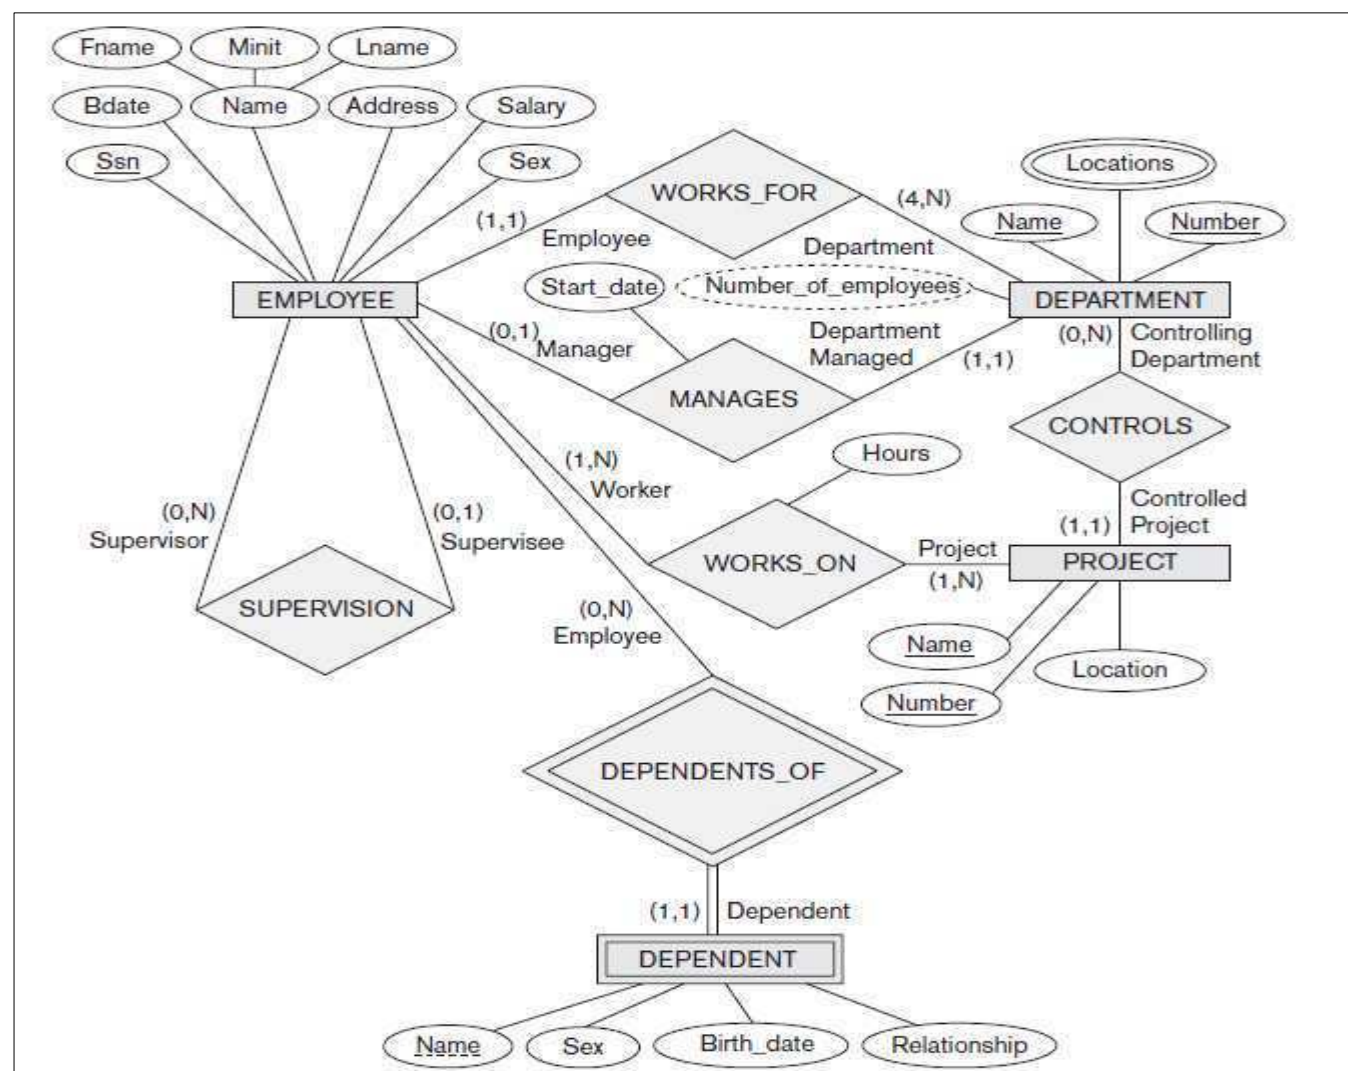 Fname
Minit
Lname
Bdate
Name
Address
Salary
Ssn
Sex
WORKS_FOR
(1,1)
Employee
(4,N)
Department
Locations
Name
Number
Start_date
Number_of_employees
EMPLOYEE
DEPARTMENT
(0,1)
Manager
Department
Managed
(1,1)
MANAGES
(0,N)
Controlling
Department
CONTROLS
Hours
(1,N)
Worker
(0,N)
Supervisor
(0,1)
Supervisee
Controlled
Project
(1,1)
WORKS_ON
Project
(1,N)
PROJECT
SUPERVISION
(0,N)
Employee
Name
Number
Location
DEPENDENTS_OF
(1,1)
Dependent
DEPENDENT
Name
Sex
Birth_date
Relationship